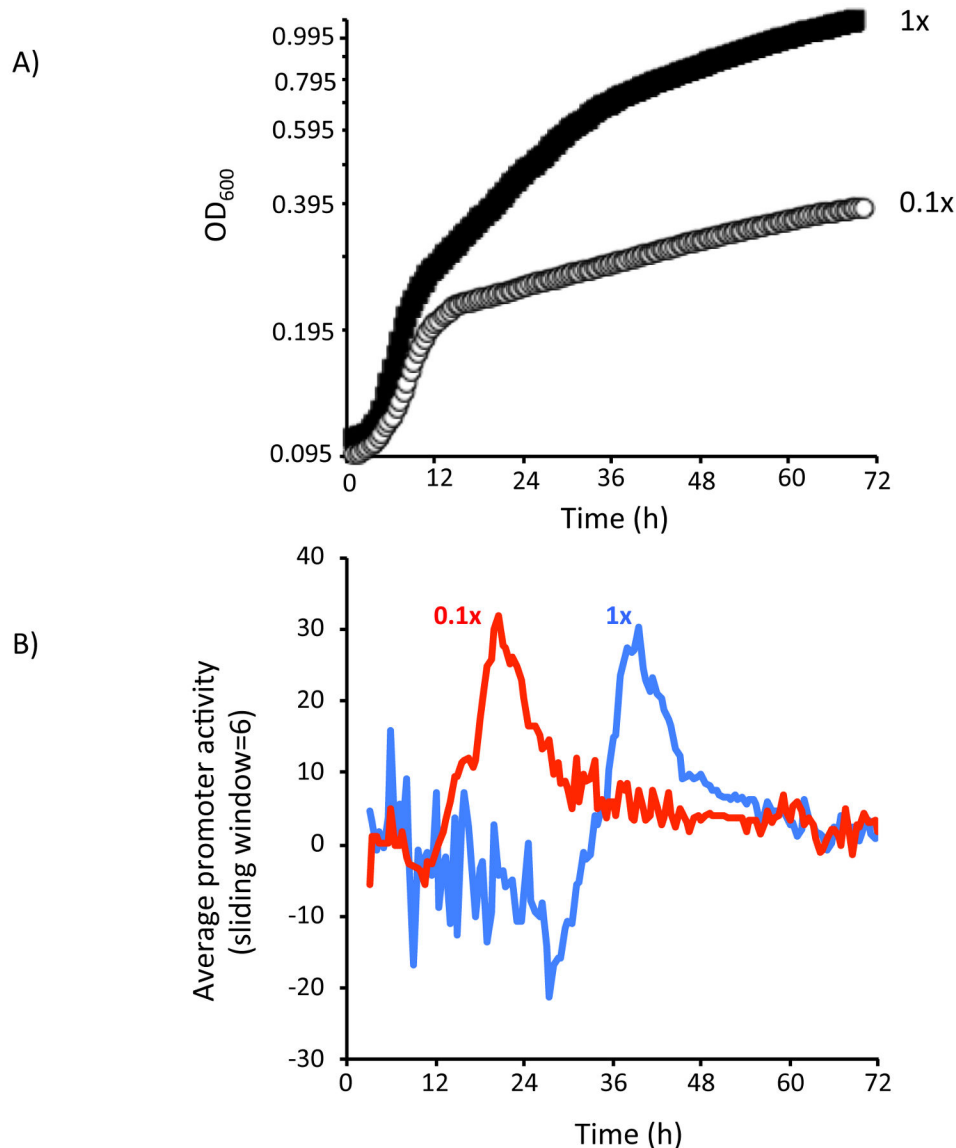 A)
OD600
0.995
0.795
0.595
0.395
0.195
0.095
1x
0.1x
0
12
24
36
48
60
72
Time (h)
B)
Average promoter activity
(sliding window=6)
40
30
20
10
0
-10
-20
-30
0.1x
1x
0
12
24
36
48
60
72
Time (h)